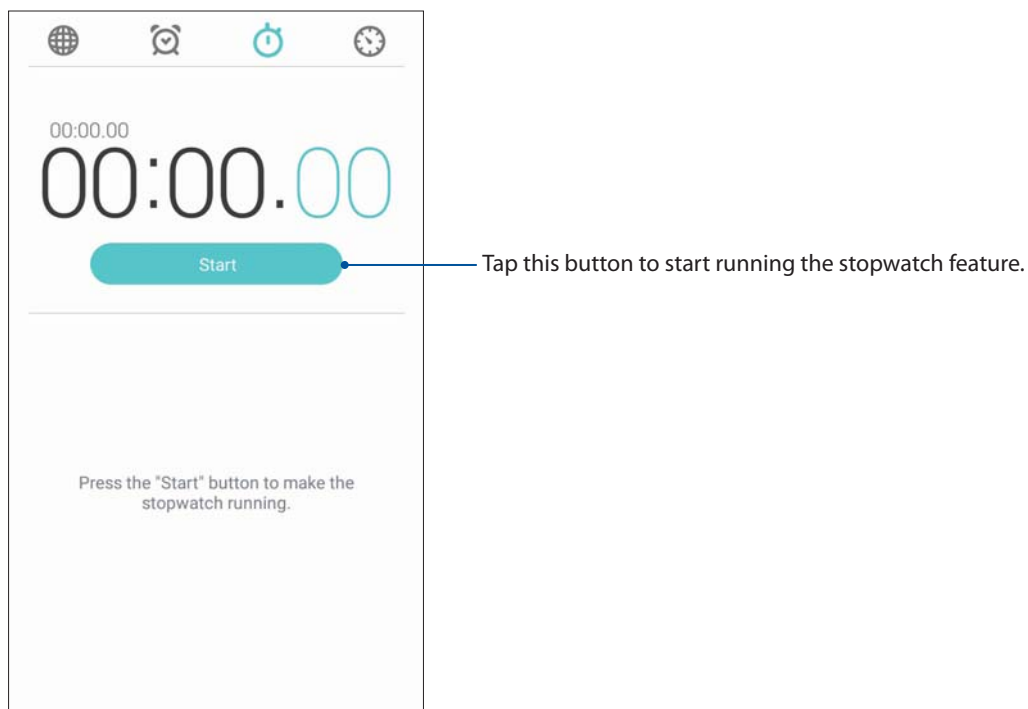 00:00.00
00:00.00
Start
Tap this button to start running the stopwatch feature.
Press the "Start" button to make the
stopwatch running.